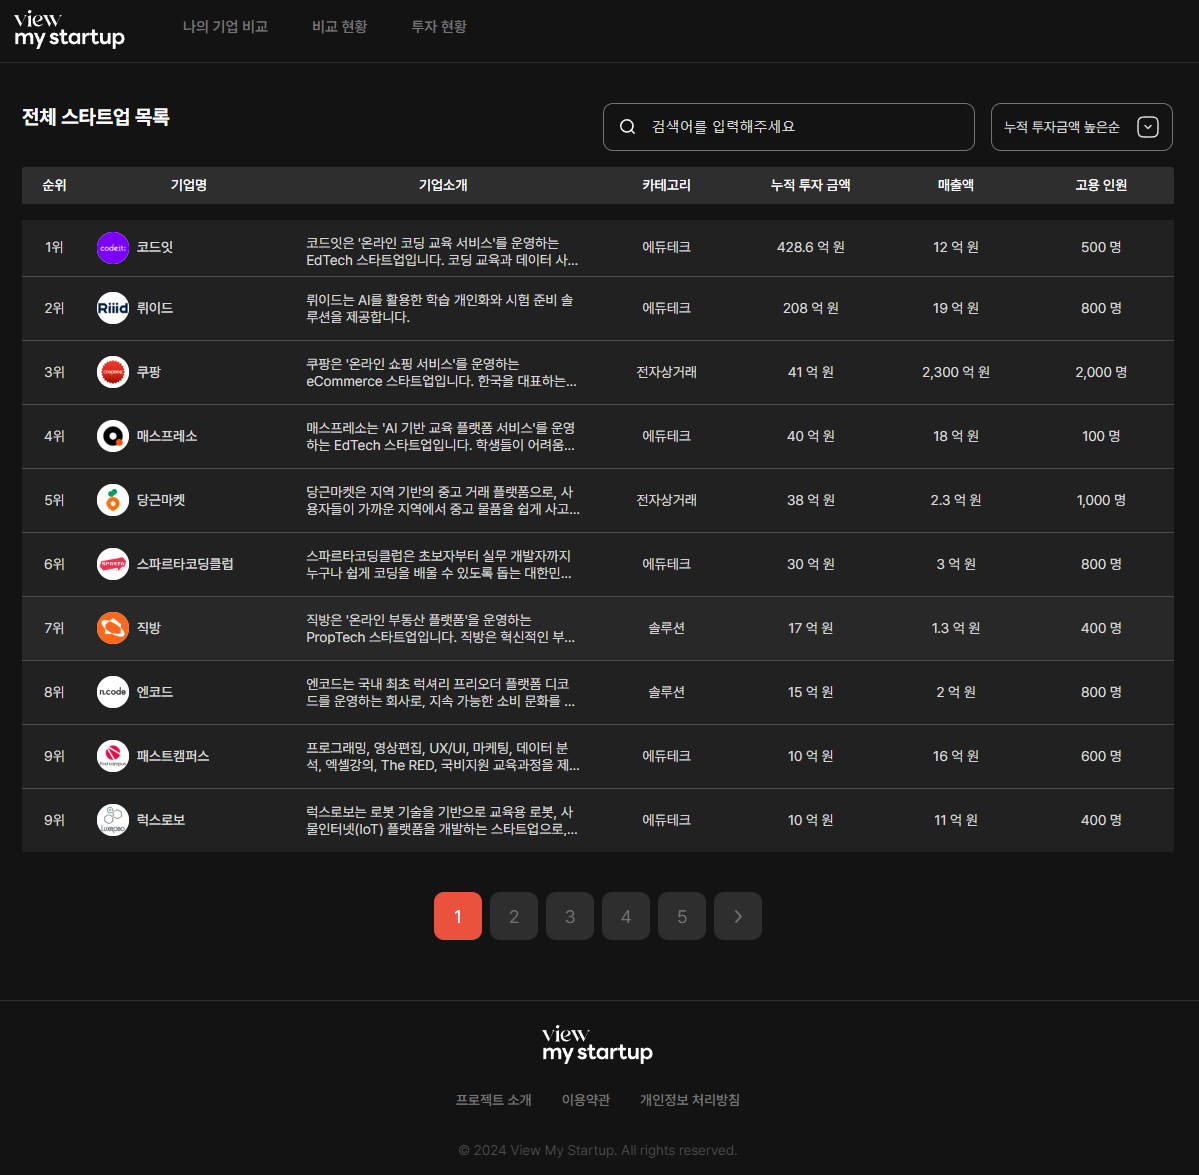 view
my startup
나의 기업 비교 비교 현황 투자 현황
전체 스타트업 목록
검색어를 입력해주세요
누적 투자금액 높은순
순위 기업명 기업소개 카테고리 누적 투자 금액 매출액 고용 인원
1위 code:it: 코드잇 코드잇은 '온라인 코딩 교육 서비스'를 운영하는
EdTech 스타트업입니다. 코딩 교육과 데이터 사... 에듀테크 428.6 억 원 12 억 원 500 명
2위 Riiid 뤼이드 뤼이드는 AI를 활용한 학습 개인화와 시험 준비 솔
루션을 제공합니다. 에듀테크 208 억 원 19 억 원 800 명
3위 coupang 쿠팡 쿠팡은 '온라인 쇼핑 서비스'를 운영하는
eCommerce 스타트업입니다. 한국을 대표하는... 전자상거래 41 억 원 2,300 억 원 2,000 명
4위 매스프레소 매스프레소는 'AI 기반 교육 플랫폼 서비스'를 운영
하는 EdTech 스타트업입니다. 학생들이 어려움... 에듀테크 40 억 원 18 억 원 100 명
5위 당근마켓 당근마켓은 지역 기반의 중고 거래 플랫폼으로, 사
용자들이 가까운 지역에서 중고 물품을 쉽게 사고... 전자상거래 38 억 원 2.3 억 원 1,000 명
6위 SPARTA 스파르타코딩클럽 스파르타코딩클럽은 초보자부터 실무 개발자까지
누구나 쉽게 코딩을 배울 수 있도록 돕는 대한민... 에듀테크 30 억 원 3 억 원 800 명
7위 직방 직방은 '온라인 부동산 플랫폼'을 운영하는
PropTech 스타트업입니다. 직방은 혁신적인 부... 솔루션 17 억 원 1.3 억 원 400 명
8위 n.code 엔코드 엔코드는 국내 최초 럭셔리 프리오더 플랫폼 디코
드를 운영하는 회사로, 지속 가능한 소비 문화를 ... 솔루션 15 억 원 2 억 원 800 명
9위 Fast campus 패스트캠퍼스 프로그래밍, 영상편집, UX/UI, 마케팅, 데이터 분
석, 엑셀강의, The RED, 국비지원 교육과정을 제... 에듀테크 10 억 원 16 억 원 600 명
9위 Luxrobo 럭스로보 럭스로보는 로봇 기술을 기반으로 교육용 로봇, 사
물인터넷(IoT) 플랫폼을 개발하는 스타트업으로,... 에듀테크 10 억 원 11 억 원 400 명
1 2 3 4 5
view
my startup
프로젝트 소개 이용약관 개인정보 처리방침
© 2024 View My Startup. All rights reserved.